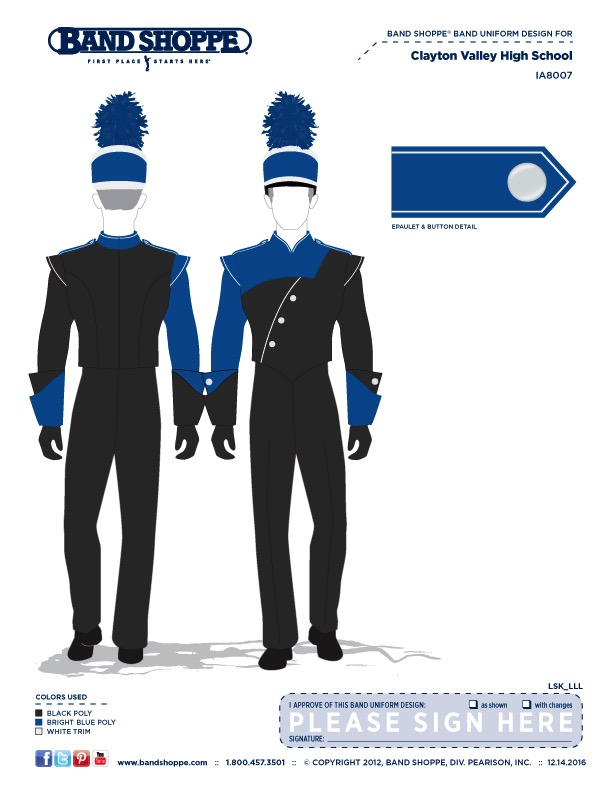 BAND SHOPPE®
FIRST PLACE STARTS HERE®
BAND SHOPPE® BAND UNIFORM DESIGN FOR
Clayton Valley High School
IA8007
EPAULET & BUTTON DETAIL
LSK_LLL
COLORS USED
BLACK POLY
BRIGHT BLUE POLY
WHITE TRIM
I APPROVE OF THIS BAND UNIFORM DESIGN: as shown with changes
PLEASE SIGN HERE
SIGNATURE:
f t P You Tube www.bandshoppe.com :: 1.800.457.3501 :: © COPYRIGHT 2012, BAND SHOPPE, DIV. PEARISON, INC. :: 12.14.2016